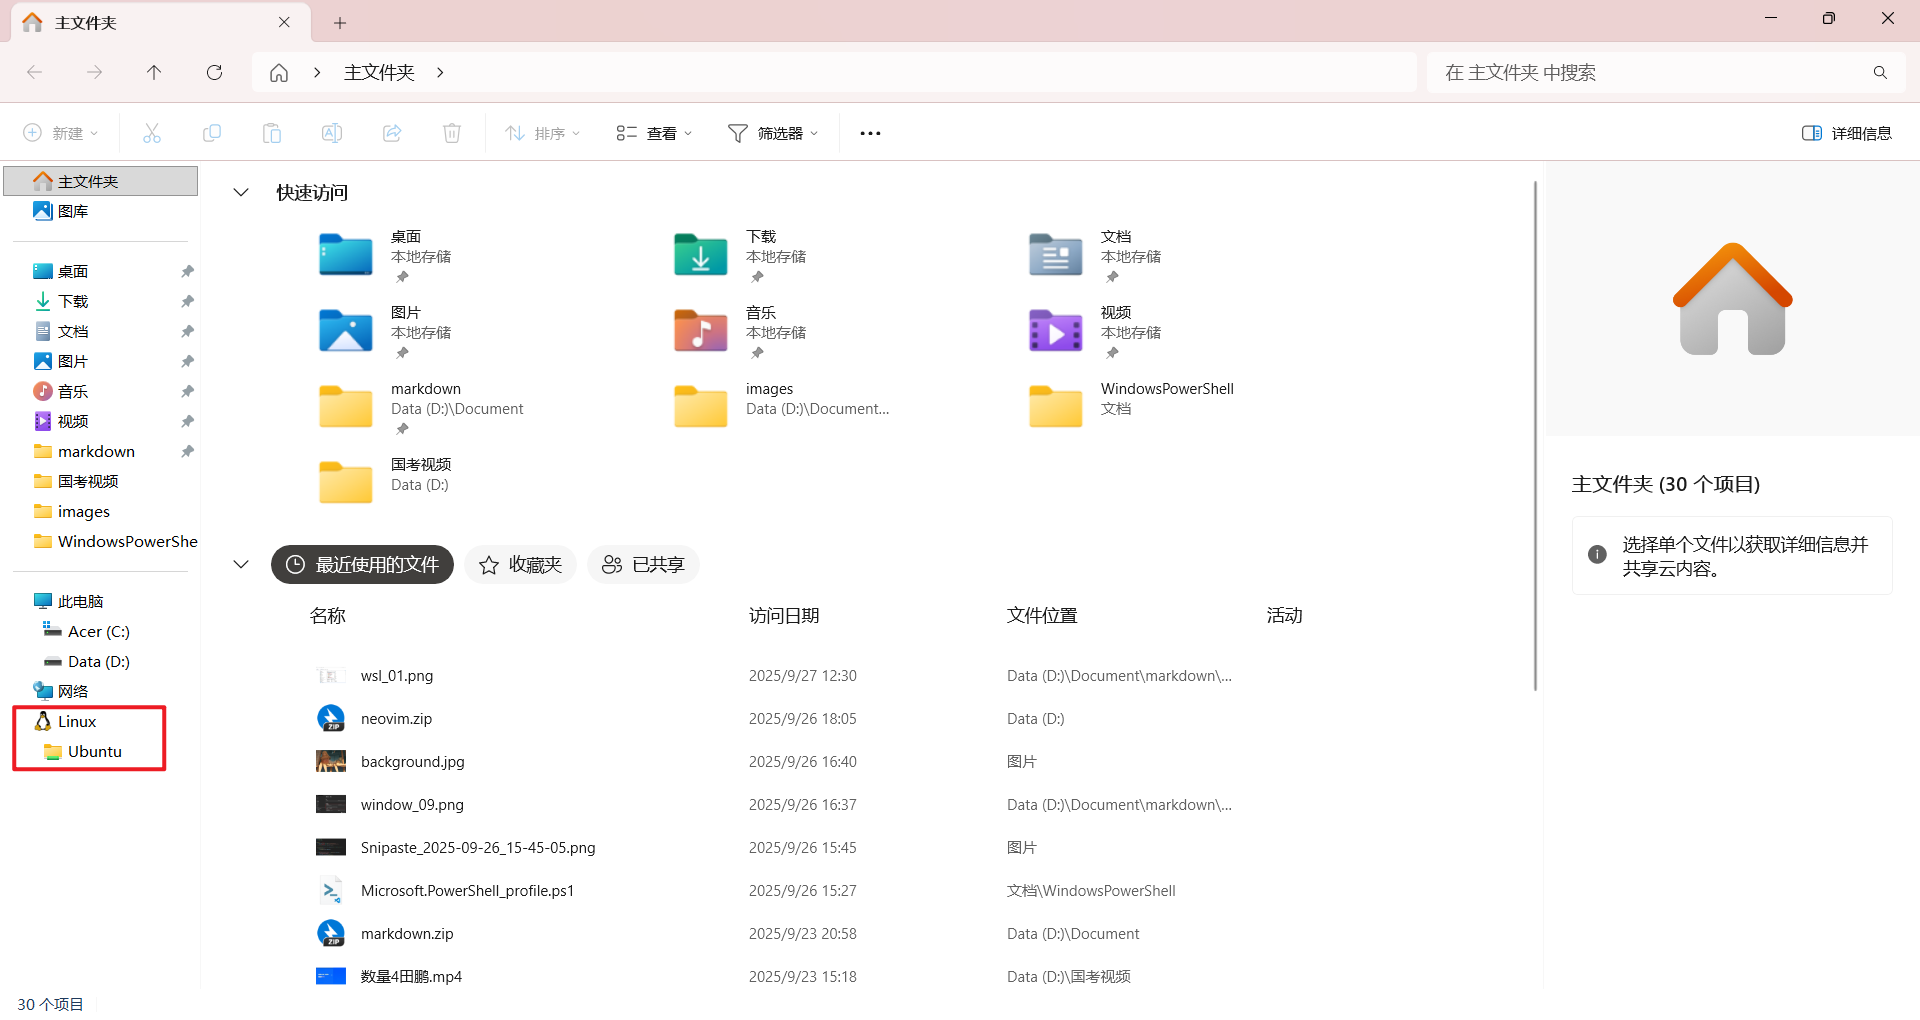 主文件夹
主文件夹
在 主文件夹 中搜索
新建
排序
查看
筛选器
详细信息
主文件夹
图库
桌面
下载
文档
图片
音乐
视频
markdown
国考视频
images
WindowsPowerShe
此电脑
Acer (C:)
Data (D:)
网络
Linux
Ubuntu
快速访问
桌面
本地存储
下载
本地存储
文档
本地存储
图片
本地存储
音乐
本地存储
视频
本地存储
markdown
Data (D:)\Document
images
Data (D:)\Document...
WindowsPowerShell
文档
国考视频
Data (D:)
最近使用的文件
收藏夹
已共享
名称 访问日期 文件位置 活动
wsl_01.png 2025/9/27 12:30 Data (D:)\Document\markdown\...
neovim.zip 2025/9/26 18:05 Data (D:)
background.jpg 2025/9/26 16:40 图片
window_09.png 2025/9/26 16:37 Data (D:)\Document\markdown\...
Snipaste_2025-09-26_15-45-05.png 2025/9/26 15:45 图片
Microsoft.PowerShell_profile.ps1 2025/9/26 15:27 文档\WindowsPowerShell
markdown.zip 2025/9/23 20:58 Data (D:)\Document
数量4田鹏.mp4 2025/9/23 15:18 Data (D:)\国考视频
主文件夹 (30 个项目)
选择单个文件以获取详细信息并
共享云内容。
30 个项目